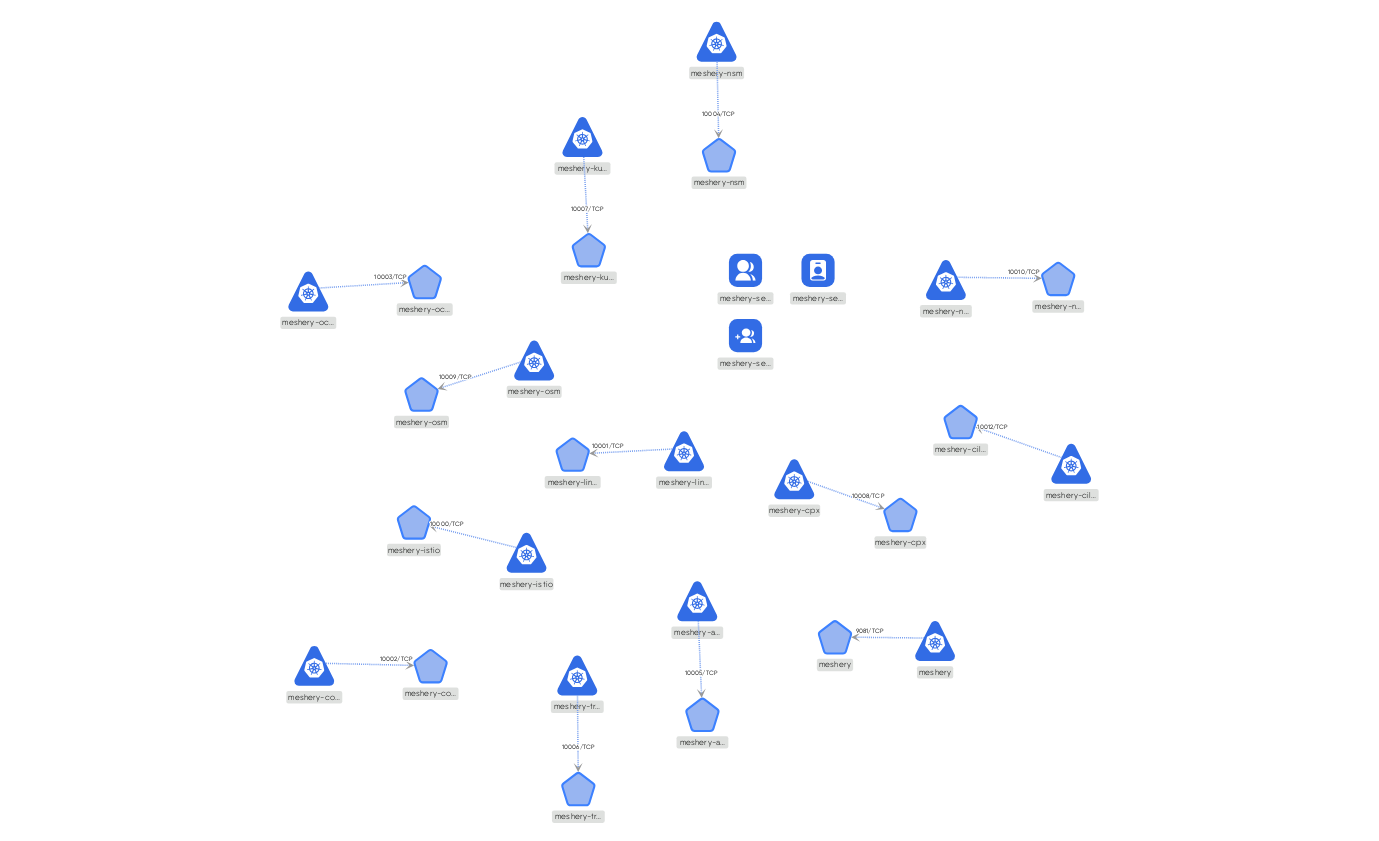 meshery-nsm
10004/TCP
meshery-nsm
meshery-ku...
10007/TCP
meshery-ku...
meshery-oc...
10003/TCP
meshery-oc...
meshery-se...
meshery-se...
meshery-se...
meshery-n...
10010/TCP
meshery-n...
meshery-osm
10009/TCP
meshery-osm
meshery-lin...
10001/TCP
meshery-lin...
meshery-cil...
10012/TCP
meshery-cil...
meshery-cpx
10008/TCP
meshery-cpx
meshery-istio
10000/TCP
meshery-istio
meshery-a...
10005/TCP
meshery-a...
meshery
9081/TCP
meshery
meshery-co...
10002/TCP
meshery-co...
meshery-tr...
10006/TCP
meshery-tr...